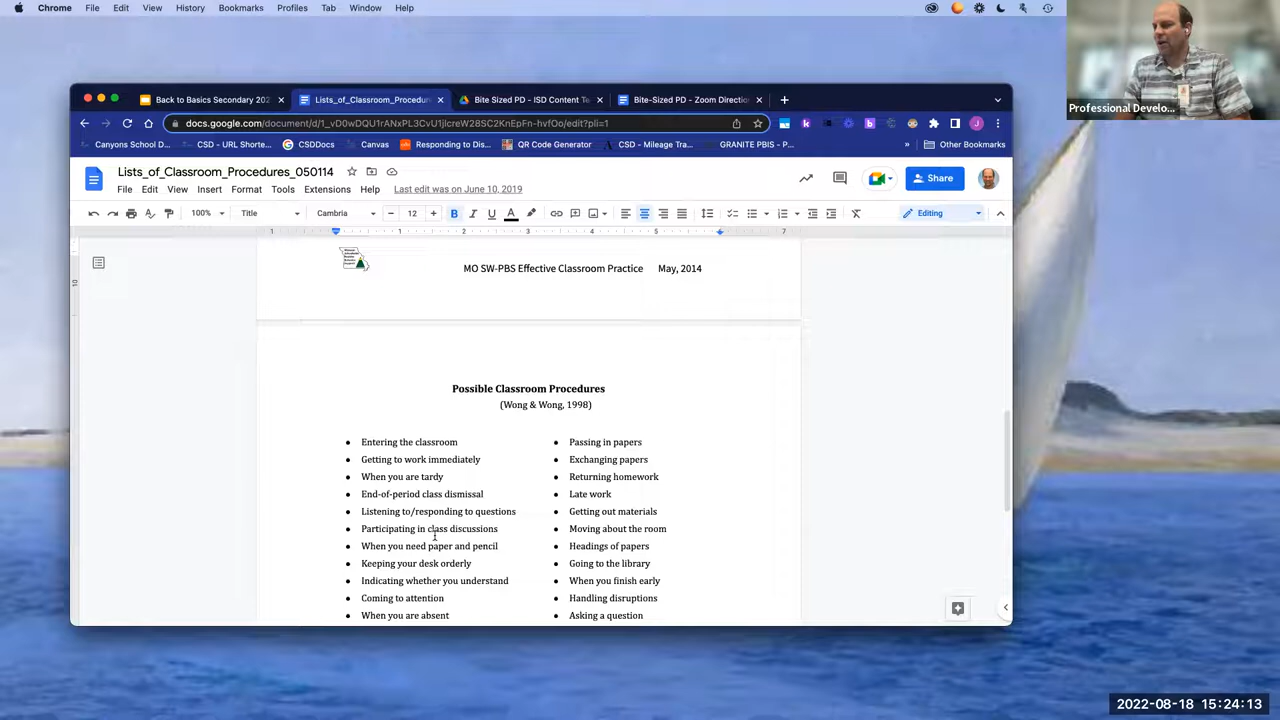 Chrome File Edit View History Bookmarks Profiles Tab Window Help
Professional Develo...
Back to Basics Secondary 202
Lists_of_Classroom_Procedur
Bite Sized PD - ISD Content Te
Bite-Sized PD - Zoom Directio
docs.google.com/document/d/1_vD0wDQU1rANxPL3CvU1jlcreW28SC2KnEpFn-hvfOo/edit?pli=1
Canyons School D... CSD - URL Shorte... CSDDocs Canvas Responding to Dis... QR Code Generator CSD - Mileage Tra... GRANITE PBIS - P... » Other Bookmarks
Lists_of_Classroom_Procedures_050114
Share
File Edit View Insert Format Tools Extensions Help Last edit was on June 10, 2019
100% Title Cambria 12 B I U A Editing
1 1 2 3 4 5 7
10
MO SW-PBS Effective Classroom Practice May, 2014
Possible Classroom Procedures
(Wong & Wong, 1998)
● Entering the classroom
● Getting to work immediately
● When you are tardy
● End-of-period class dismissal
● Listening to/responding to questions
● Participating in class discussions
● When you need paper and pencil
● Keeping your desk orderly
● Indicating whether you understand
● Coming to attention
● When you are absent
● Passing in papers
● Exchanging papers
● Returning homework
● Late work
● Getting out materials
● Moving about the room
● Headings of papers
● Going to the library
● When you finish early
● Handling disruptions
● Asking a question
2022-08-18 15:24:13